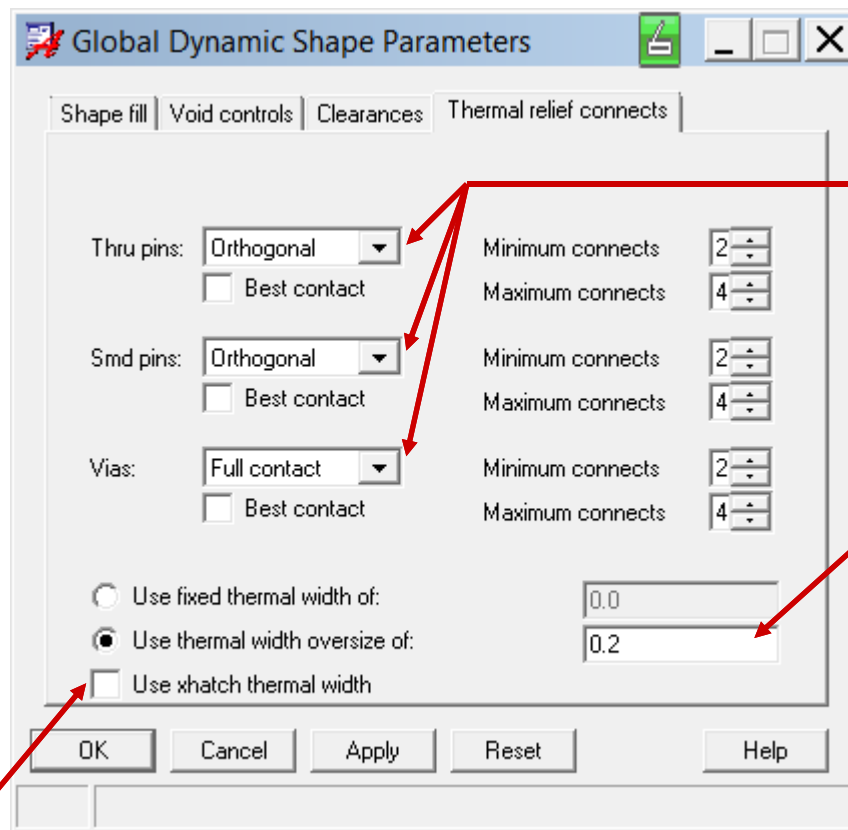 Global Dynamic Shape Parameters
Shape fill Void controls Clearances Thermal relief connects
Thru pins: Orthogonal Minimum connects 2
Best contact Maximum connects 4
Smd pins: Orthogonal Minimum connects 2
Best contact Maximum connects 4
Vias: Full contact Minimum connects 2
Best contact Maximum connects 4
Use fixed thermal width of: 0.0
Use thermal width oversize of: 0.2
Use xhatch thermal width
OK Cancel Apply Reset Help